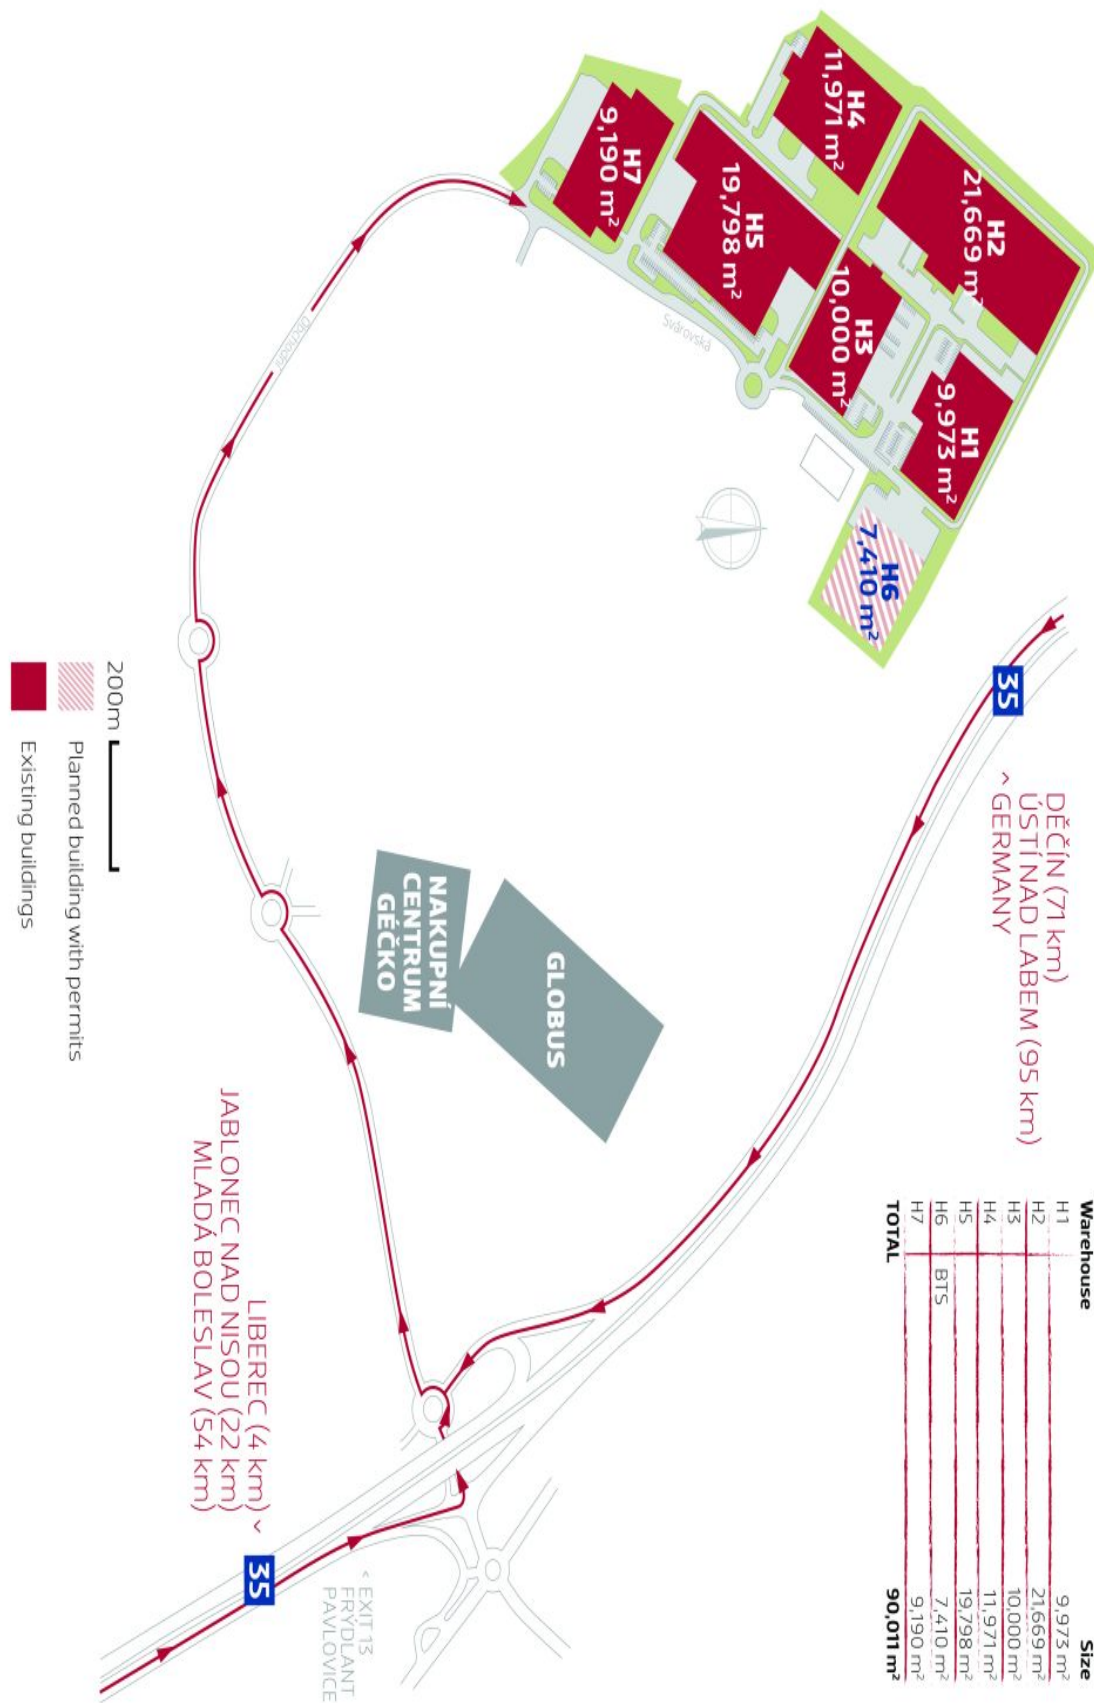 H4
11,971 m²
H2
21,669 m²
H7
9,190 m²
H5
19,798 m²
H3
10,000 m²
H1
9,973 m²
H6
7,410 m²
Svárovská
Obchodní
35
^ GERMANY
ÚSTÍ NAD LABEM (95 km)
DĚČÍN (71 km)
GLOBUS
NAKUPNÍ
CENTRUM
GÉČKO
LIBEREC (4 km) ^
JABLONEC NAD NISOU (22 km)
MLADÁ BOLESLAV (54 km)
35
< EXIT 13
FRÝDLANT
PAVLOVICE
Warehouse Size
H1 9,973 m²
H2 21,669 m²
H3 10,000 m²
H4 11,971 m²
H5 19,798 m²
H6 BTS 7,410 m²
H7 9,190 m²
TOTAL 90,011 m²
200m
Planned building with permits
Existing buildings